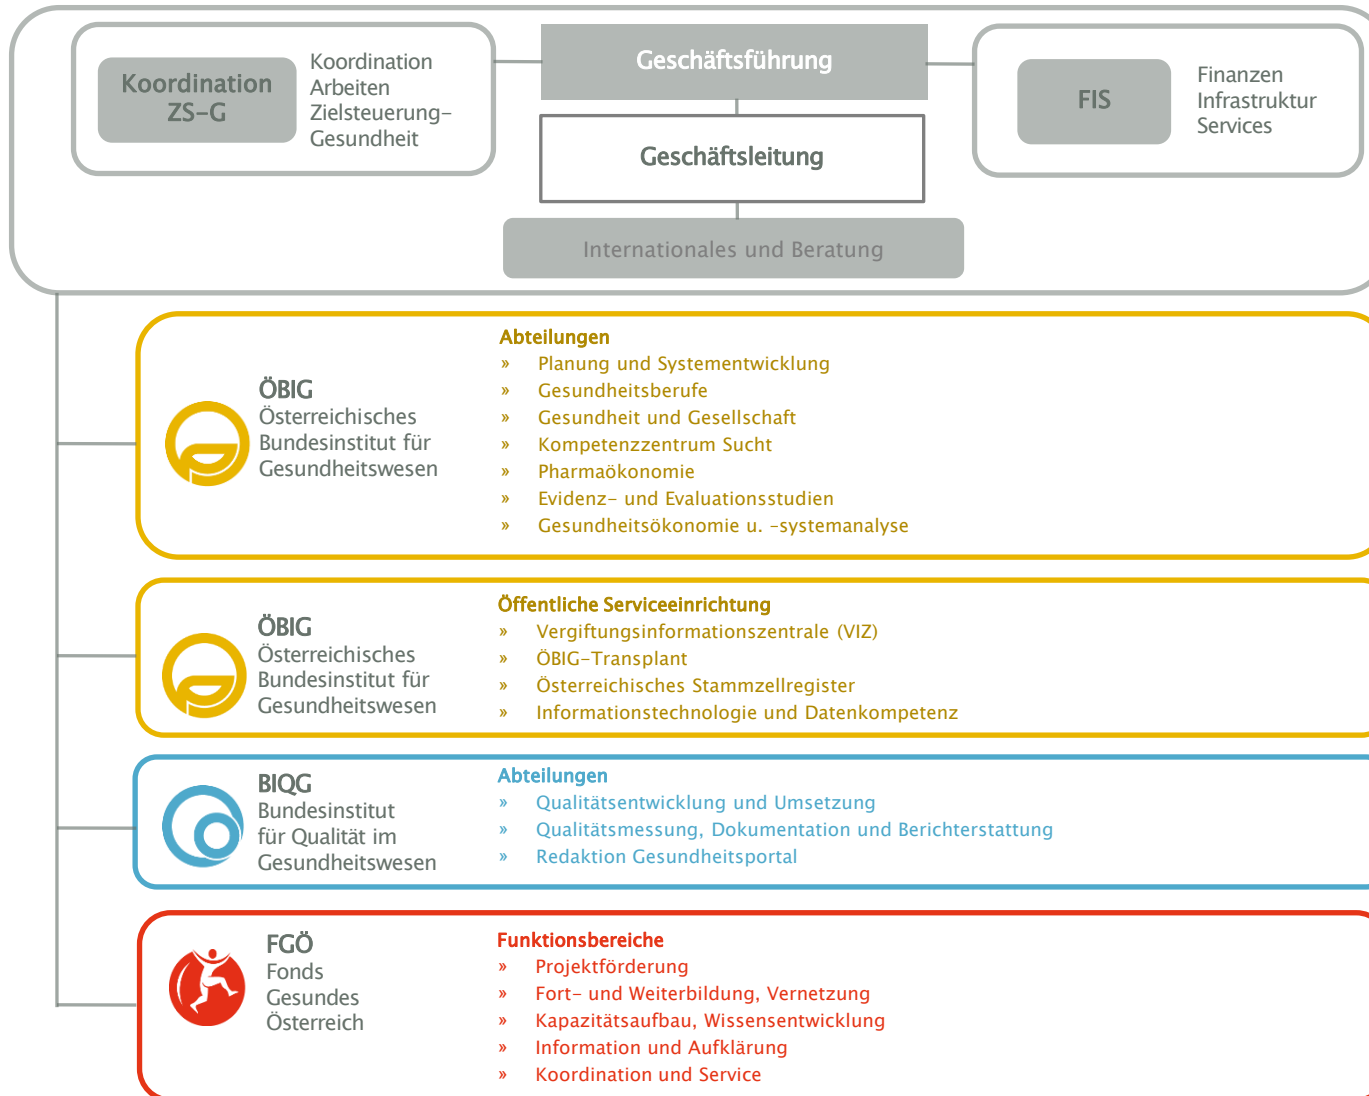 Koordination
ZS-G
Koordination
Arbeiten
Zielsteuerung-
Gesundheit
Geschäftsführung
Geschäftsleitung
Internationales und Beratung
FIS
Finanzen
Infrastruktur
Services
ÖBIG
Österreichisches
Bundesinstitut für
Gesundheitswesen
Abteilungen
» Planung und Systementwicklung
» Gesundheitsberufe
» Gesundheit und Gesellschaft
» Kompetenzzentrum Sucht
» Pharmaökonomie
» Evidenz- und Evaluationsstudien
» Gesundheitsökonomie u. -systemanalyse
ÖBIG
Österreichisches
Bundesinstitut für
Gesundheitswesen
Öffentliche Serviceeinrichtung
» Vergiftungsinformationszentrale (VIZ)
» ÖBIG-Transplant
» Österreichisches Stammzellregister
» Informationstechnologie und Datenkompetenz
BIQG
Bundesinstitut
für Qualität im
Gesundheitswesen
Abteilungen
» Qualitätsentwicklung und Umsetzung
» Qualitätsmessung, Dokumentation und Berichterstattung
» Redaktion Gesundheitsportal
FGÖ
Fonds
Gesundes
Österreich
Funktionsbereiche
» Projektförderung
» Fort- und Weiterbildung, Vernetzung
» Kapazitätsaufbau, Wissensentwicklung
» Information und Aufklärung
» Koordination und Service